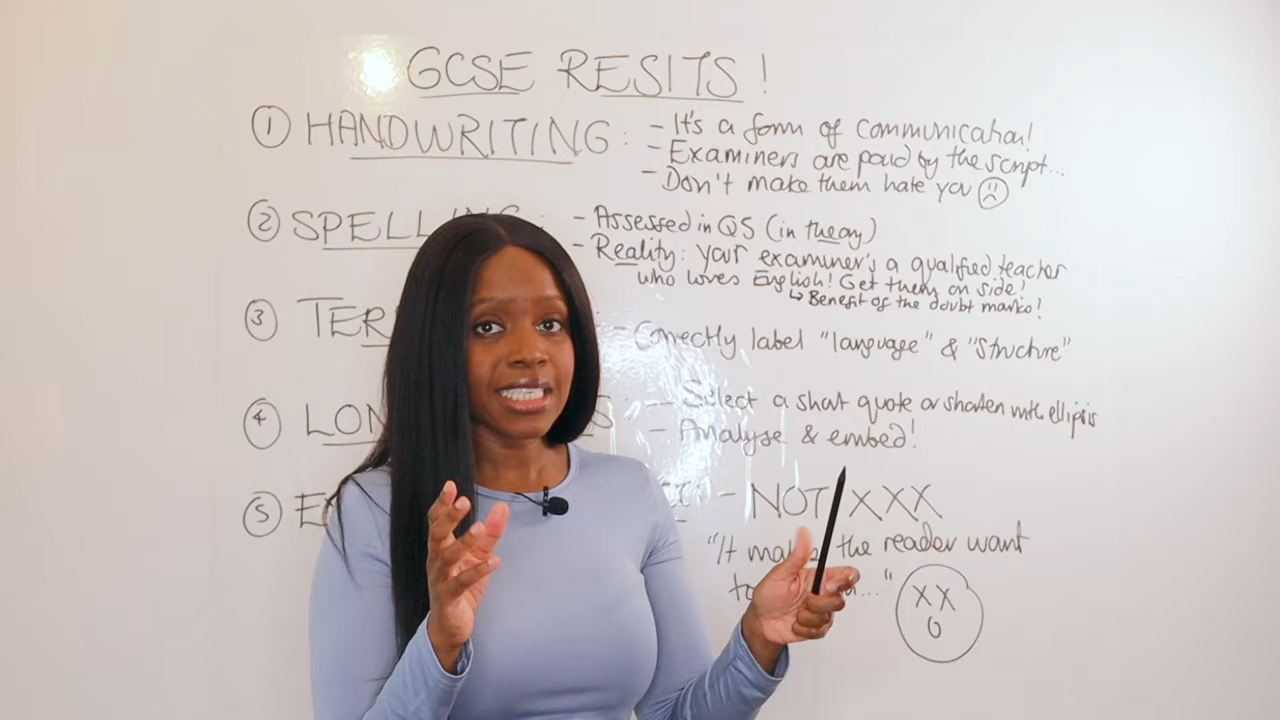 GCSE RESITS!
① HANDWRITING: - It's a form of communication!
- Examiners are paid by the script...
- Don't make them hate you
② SPELLING: - Assessed in QS (in theory)
- Reality: your examiner's a qualified teacher
who loves English! Get them on side!
↳ Benefit of the doubt marks!
③ TER - Correctly label "language" & "structure"
④ LON S: - Select a short quote or shorten with ellipsis
- Analyse & embed!
⑤ - NOT XXX
"It makes the reader want
to ..."